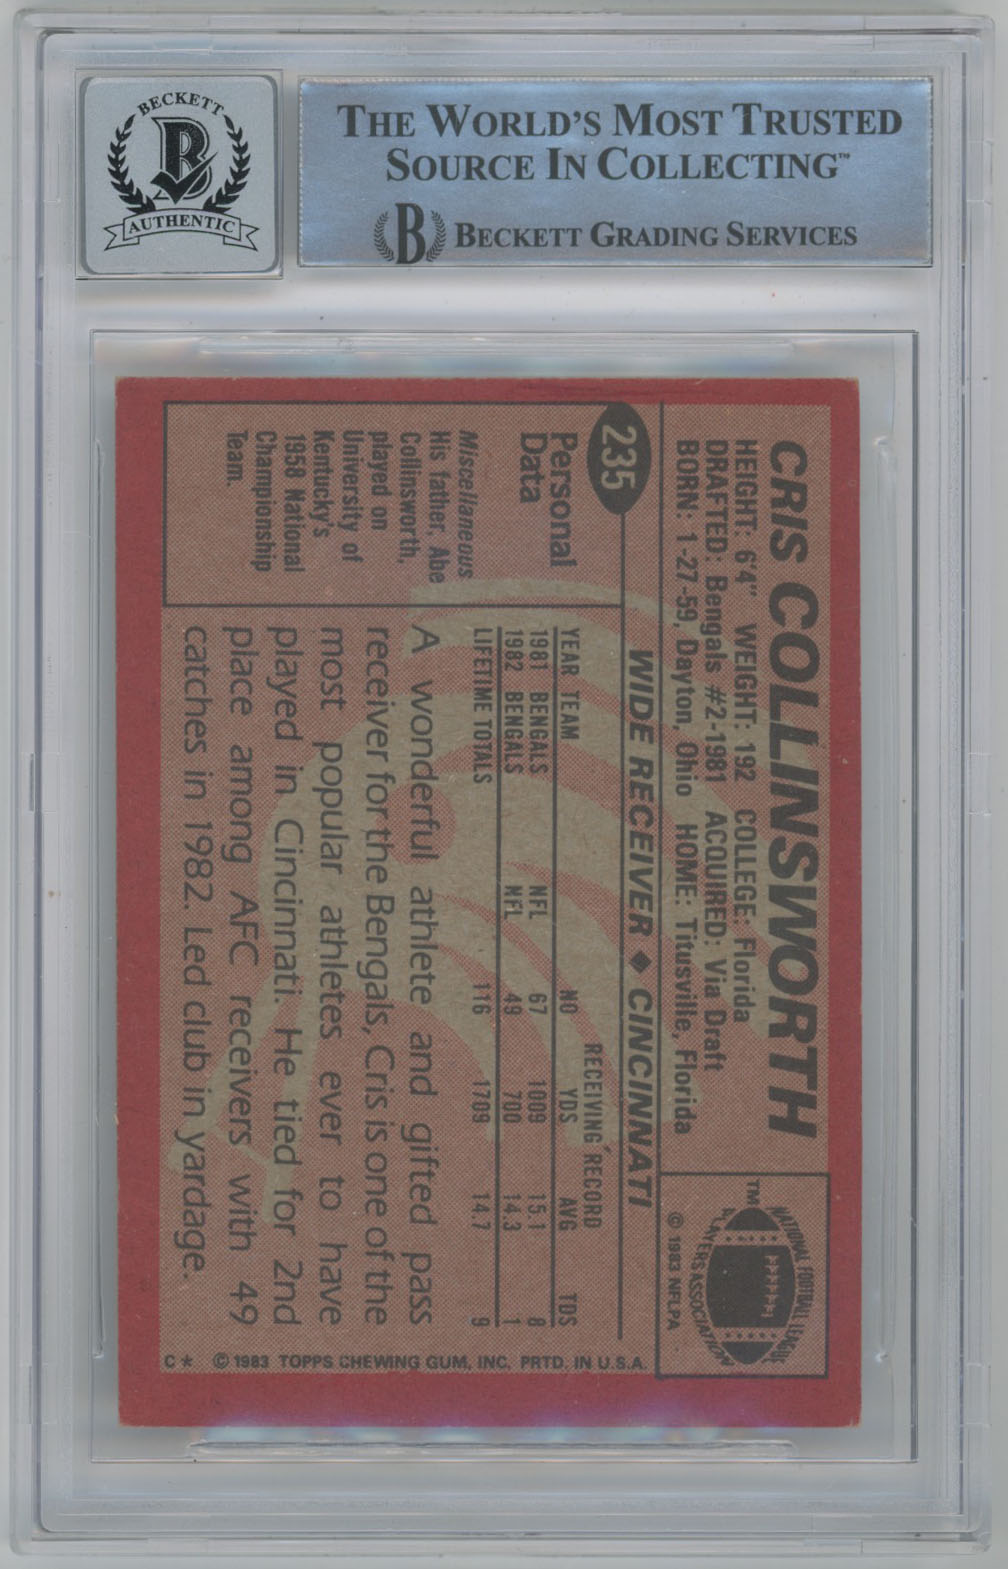 BECKETT
B
AUTHENTIC
THE WORLD'S MOST TRUSTED
SOURCE IN COLLECTING™
B BECKETT GRADING SERVICES
CRIS COLLINSWORTH
HEIGHT: 6'4" WEIGHT: 192 COLLEGE: Florida
DRAFTED: Bengals #2-1981 ACQUIRED: Via Draft
BORN: 1-27-59, Dayton, Ohio HOME: Titusville, Florida
TM
NATIONAL FOOTBALL LEAGUE
PLAYERS ASSOCIATION
© 1983 NFLPA
235
WIDE RECEIVER ♦ CINCINNATI
Personal
Data
Miscellaneous
His father, Abe
Collinsworth,
played on
University of
Kentucky's
1958 National
Championship
Team.
RECEIVING RECORD
YEAR TEAM NO YDS AVG TDS
1981 BENGALS NFL 67 1009 15.1 8
1982 BENGALS NFL 49 700 14.3 1
LIFETIME TOTALS 116 1709 14.7 9
A wonderful athlete and gifted pass
receiver for the Bengals, Cris is one of the
most popular athletes ever to have
played in Cincinnati. He tied for 2nd
place among AFC receivers with 49
catches in 1982. Led club in yardage.
C* © 1983 TOPPS CHEWING GUM, INC. PRTD. IN U.S.A.